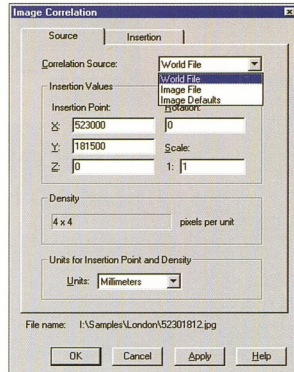 Image Correlation
Source
Insertion
Correlation Source:
World File
World File
Image File
Image Defaults
Insertion Values
Insertion Point:
Rotation:
X: 523000
0
Y: 181500
Scale:
Z: 0
1: 1
Density
4 x 4
pixels per unit
Units for Insertion Point and Density
Units: Millimeters
File name: I:\Samples\London\52301812.jpg
OK
Cancel
Apply
Help